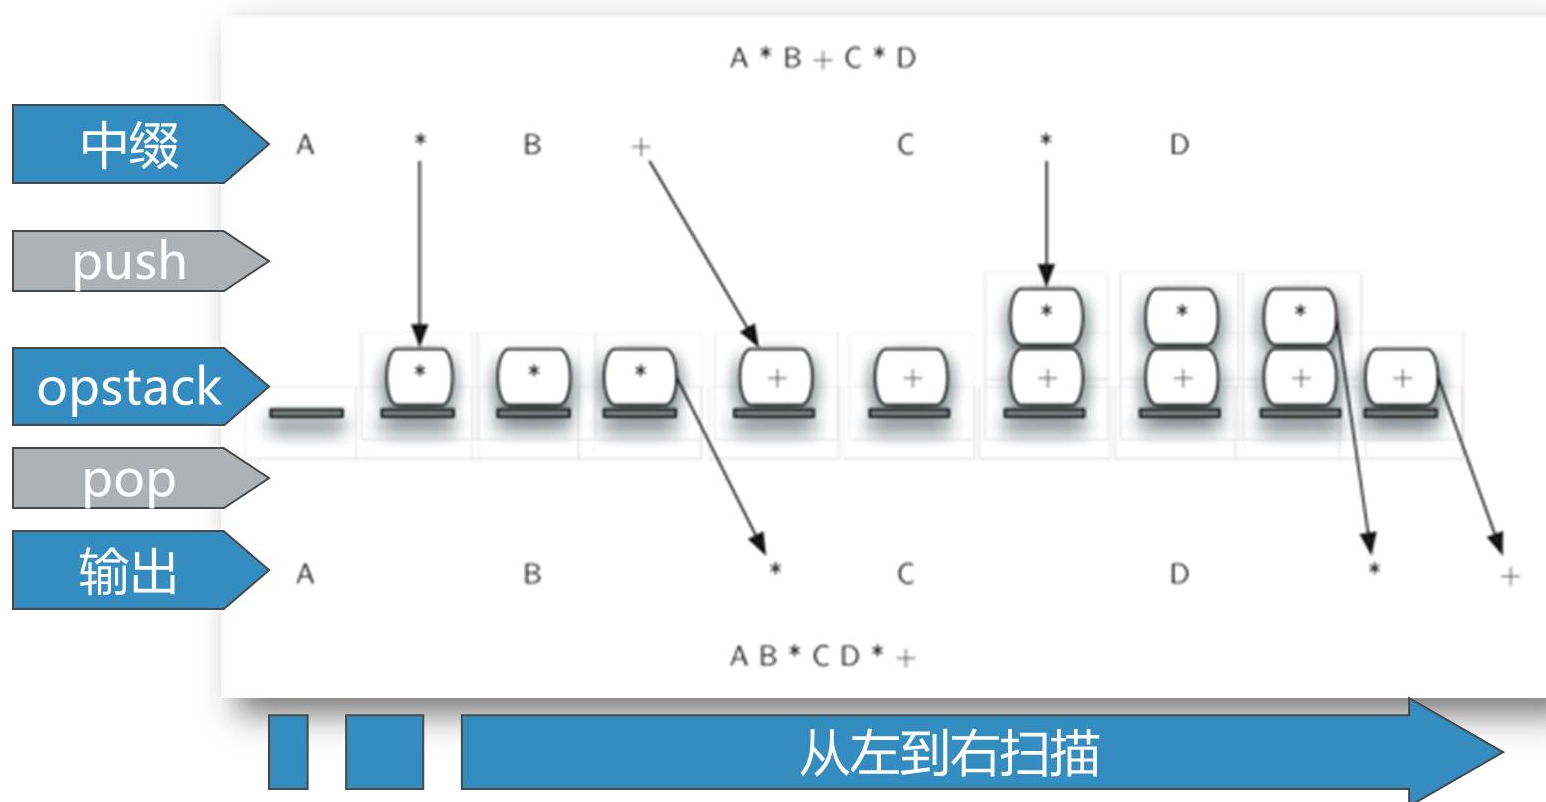 A * B + C * D
中缀 A * B + C * D
push
* * *
opstack * * * + + + + + +
pop
输出 A B * C D * +
A B * C D * +
从左到右扫描